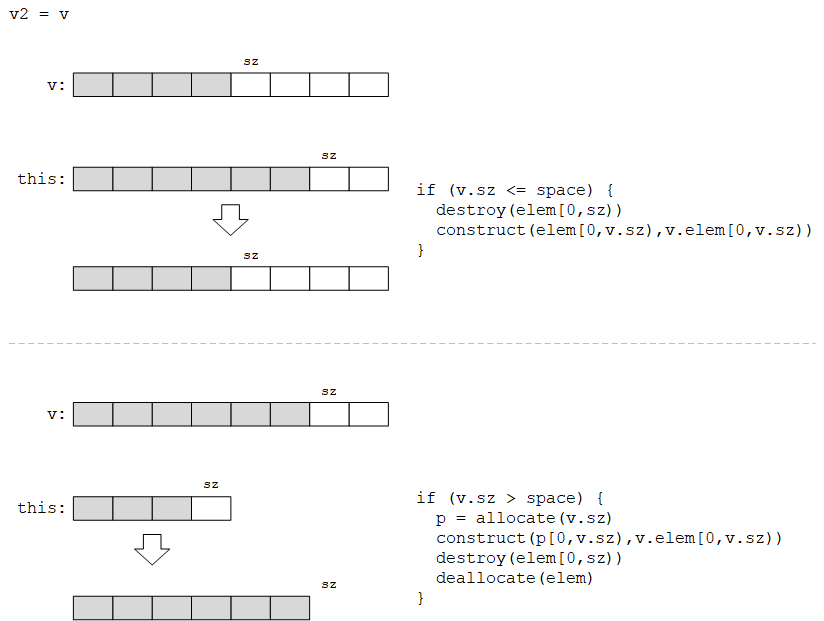 v2 = v
sz
v:
sz
this:
if (v.sz <= space) {
destroy(elem[0,sz))
construct(elem[0,v.sz),v.elem[0,v.sz))
}
sz
sz
v:
sz
this:
if (v.sz > space) {
p = allocate(v.sz)
construct(p[0,v.sz),v.elem[0,v.sz))
destroy(elem[0,sz))
deallocate(elem)
}
sz